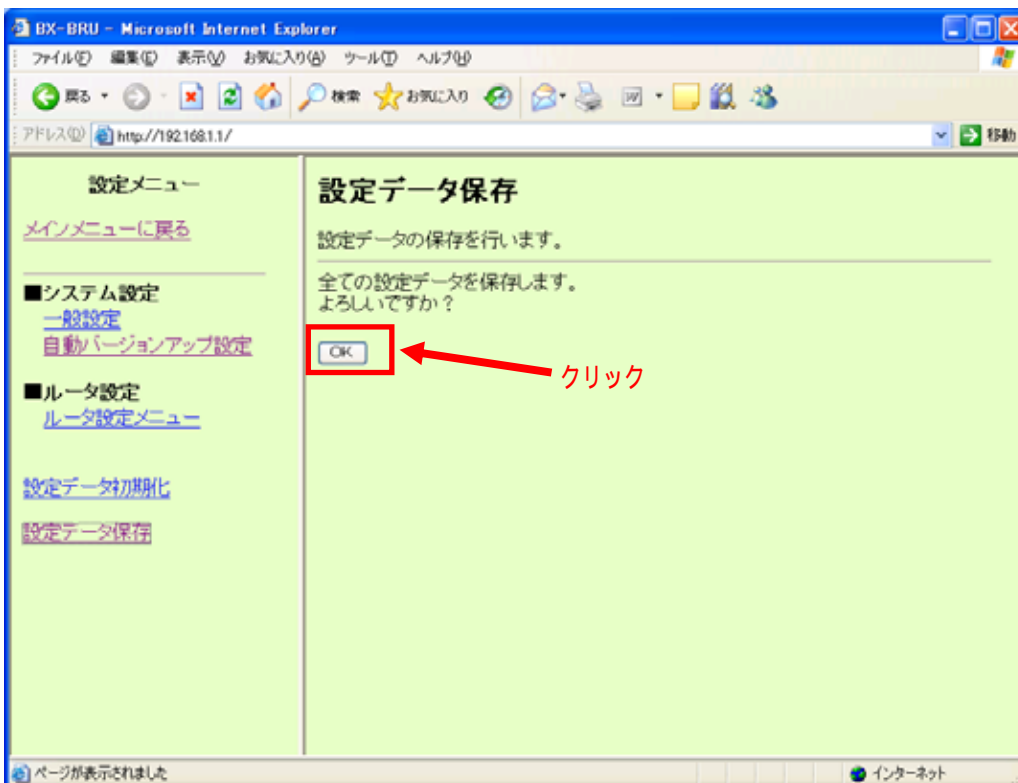 BX-BRU - Microsoft Internet Explorer
ファイル(F) 編集(E) 表示(V) お気に入り(A) ツール(T) ヘルプ(H)
戻る 検索 お気に入り
アドレス(D) http://192.168.1.1/ 移動
設定メニュー
メインメニューに戻る
■システム設定
一般設定
自動バージョンアップ設定
■ルータ設定
ルータ設定メニュー
設定データ初期化
設定データ保存
設定データ保存
設定データの保存を行います。
全ての設定データを保存します。
よろしいですか?
OK
クリック
ページが表示されました インターネット